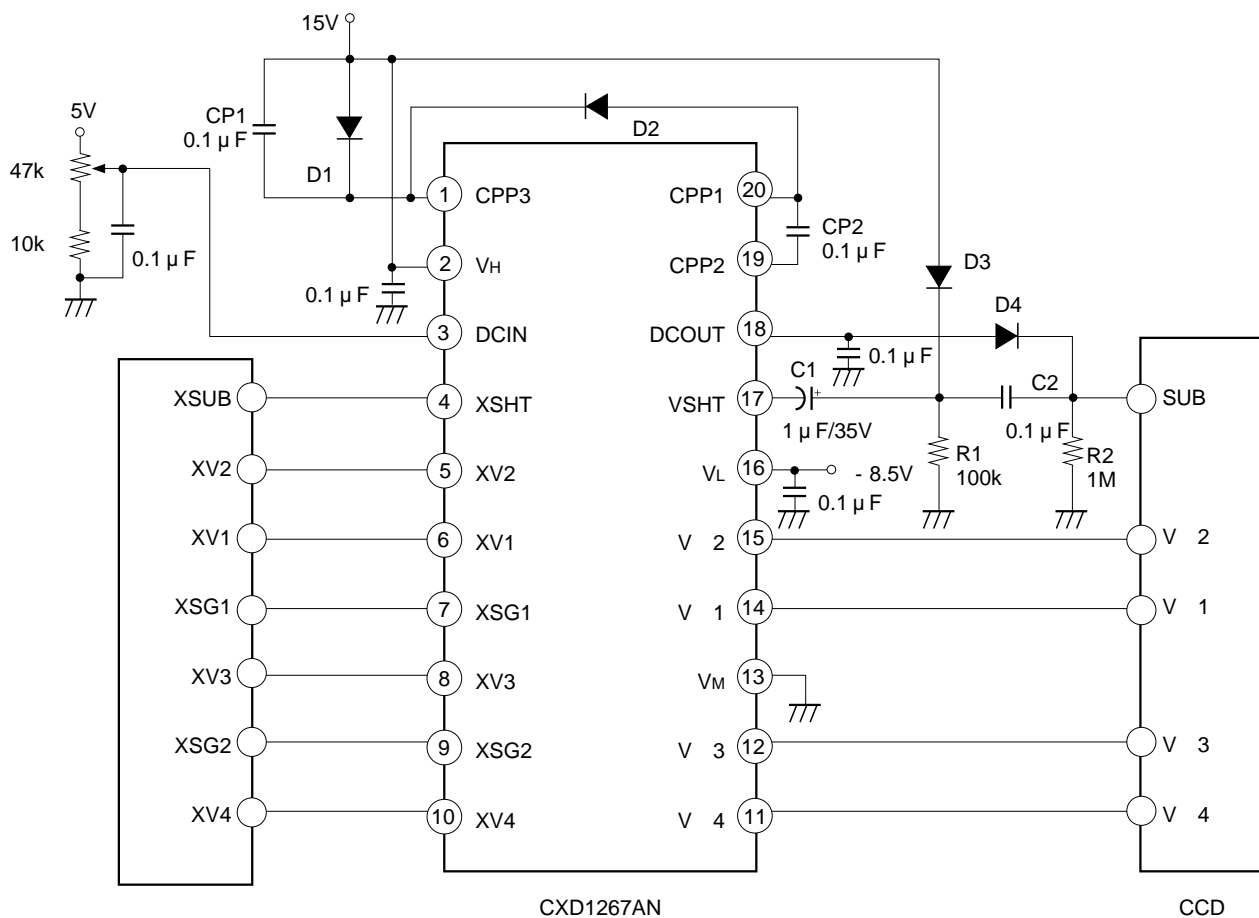 15V
5V
CP1
0.1 µ F
D2
47k
D1
1
CPP3
CPP1
20
CP2
0.1 µ F
10k
0.1 µ F
2
VH
CPP2
19
0.1 µ F
D3
3
DCIN
DCOUT
18
D4
0.1 µ F
XSUB
4
XSHT
VSHT
17
C1
+
1 µ F/35V
C2
0.1 µ F
SUB
R1
100k
R2
1M
XV2
5
XV2
VL
16
- 8.5V
0.1 µ F
XV1
6
XV1
V 2
15
V 2
XSG1
7
XSG1
V 1
14
V 1
XV3
8
XV3
VM
13
XSG2
9
XSG2
V 3
12
V 3
XV4
10
XV4
V 4
11
V 4
CXD1267AN
CCD